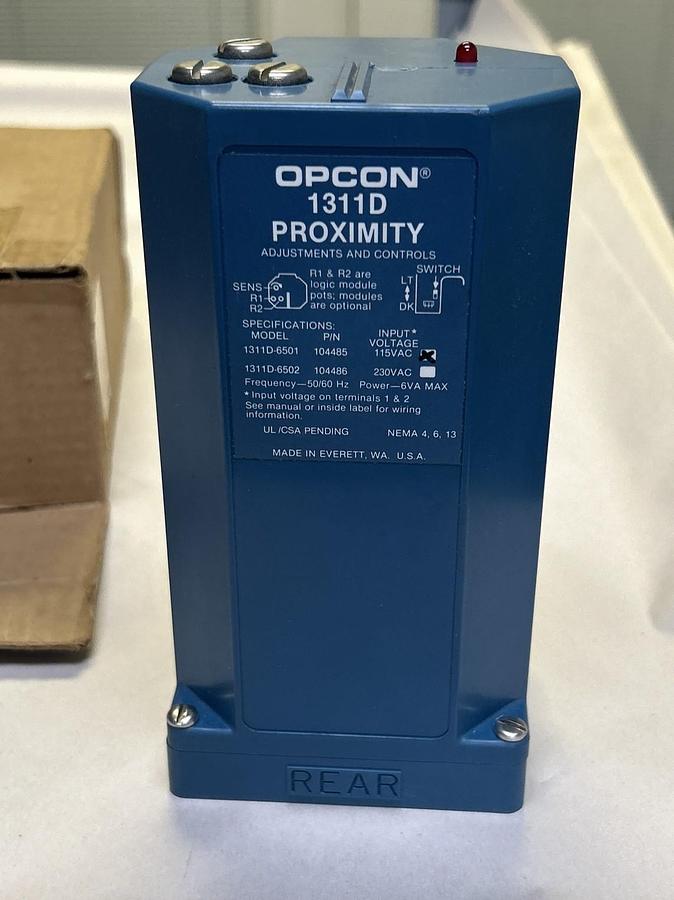 OPCON®
1311D
PROXIMITY
ADJUSTMENTS AND CONTROLS
SENS
R1
R2
R1 & R2 are
logic module
pots; modules
are optional
SWITCH
LT
DK
SPECIFICATIONS:
MODEL P/N INPUT*
VOLTAGE
1311D-6501 104485 115VAC
1311D-6502 104486 230VAC
Frequency—50/60 Hz Power—6VA MAX
* Input voltage on terminals 1 & 2
See manual or inside label for wiring
information.
UL/CSA PENDING NEMA 4, 6, 13
MADE IN EVERETT, WA. U.S.A.
REAR